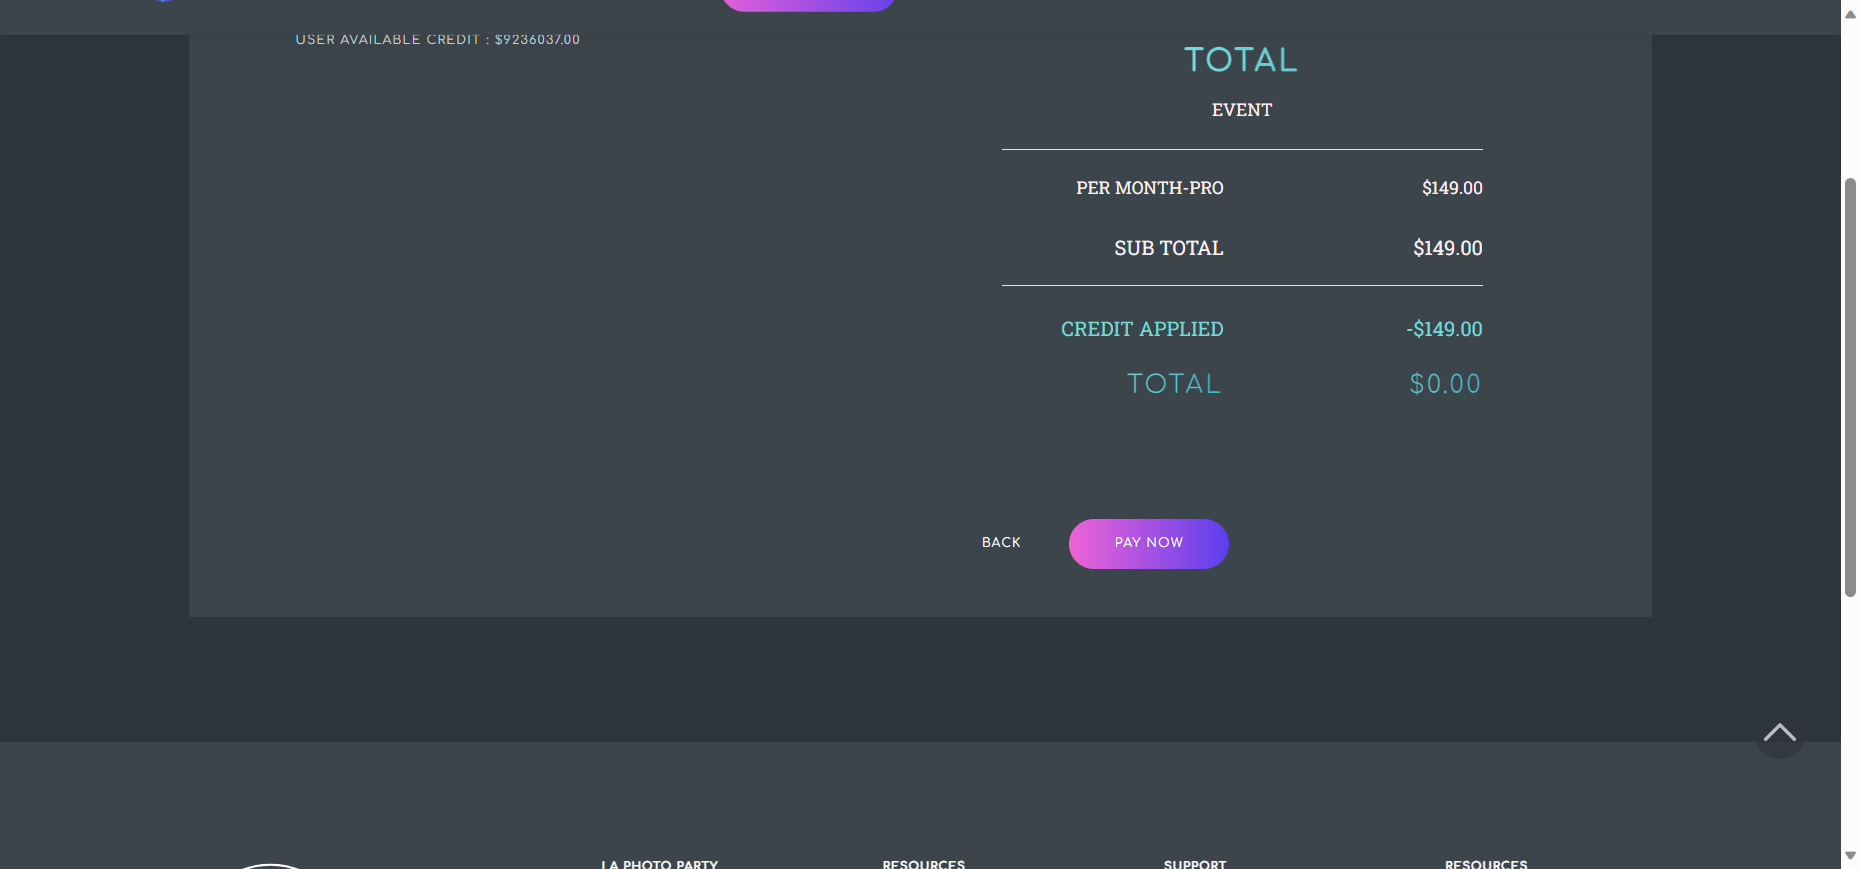 USER AVAILABLE CREDIT : $9236037.00
TOTAL
EVENT
PER MONTH-PRO $149.00
SUB TOTAL $149.00
CREDIT APPLIED -$149.00
TOTAL $0.00
BACK PAY NOW
LA PHOTO PARTY RESOURCES SUPPORT RESOURCES